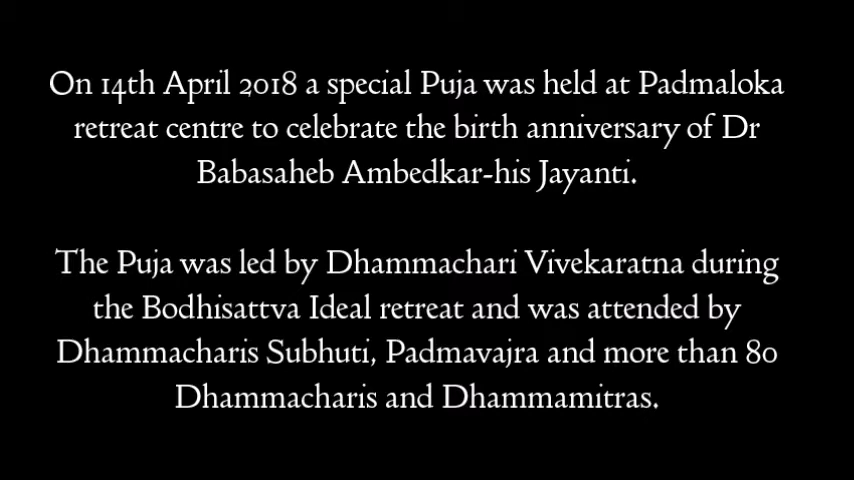 On 14th April 2018 a special Puja was held at Padmaloka
retreat centre to celebrate the birth anniversary of Dr
Babasaheb Ambedkar-his Jayanti.
The Puja was led by Dhammachari Vivekaratna during
the Bodhisattva Ideal retreat and was attended by
Dhammacharis Subhuti, Padmavajra and more than 80
Dhammacharis and Dhammamitras.